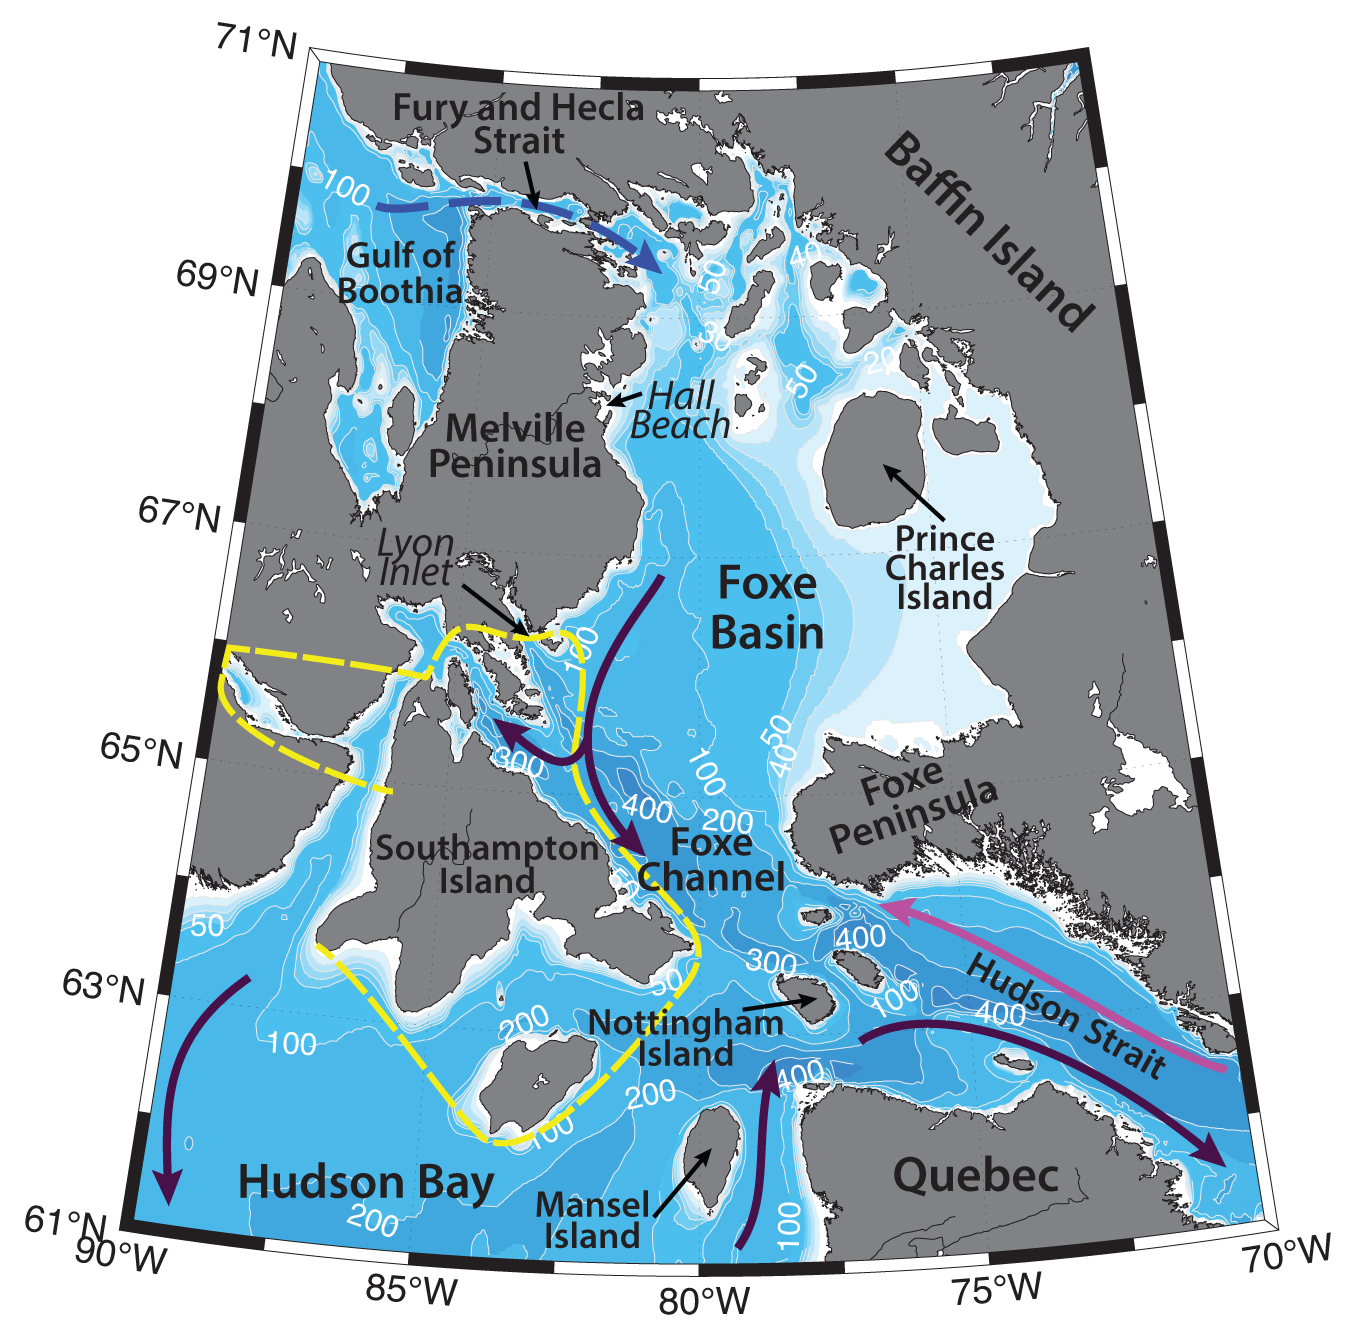 71°N
Fury and Hecla
Strait
Baffin Island
100
Gulf of
Boothia
69°N
40
50
30
20
50
Hall
Beach
Melville
Peninsula
67°N
Lyon
Inlet
Prince
Charles
Island
Foxe
Basin
100
65°N
50
40
300
100
400
200
Foxe
Peninsula
Foxe
Channel
Southampton
Island
50
50
400
300
63°N
50
100
Hudson Strait
400
200
Nottingham
Island
100
400
200
100
Hudson Bay
Quebec
Mansel
Island
200
100
61°N
90°W
85°W
80°W
75°W
70°W